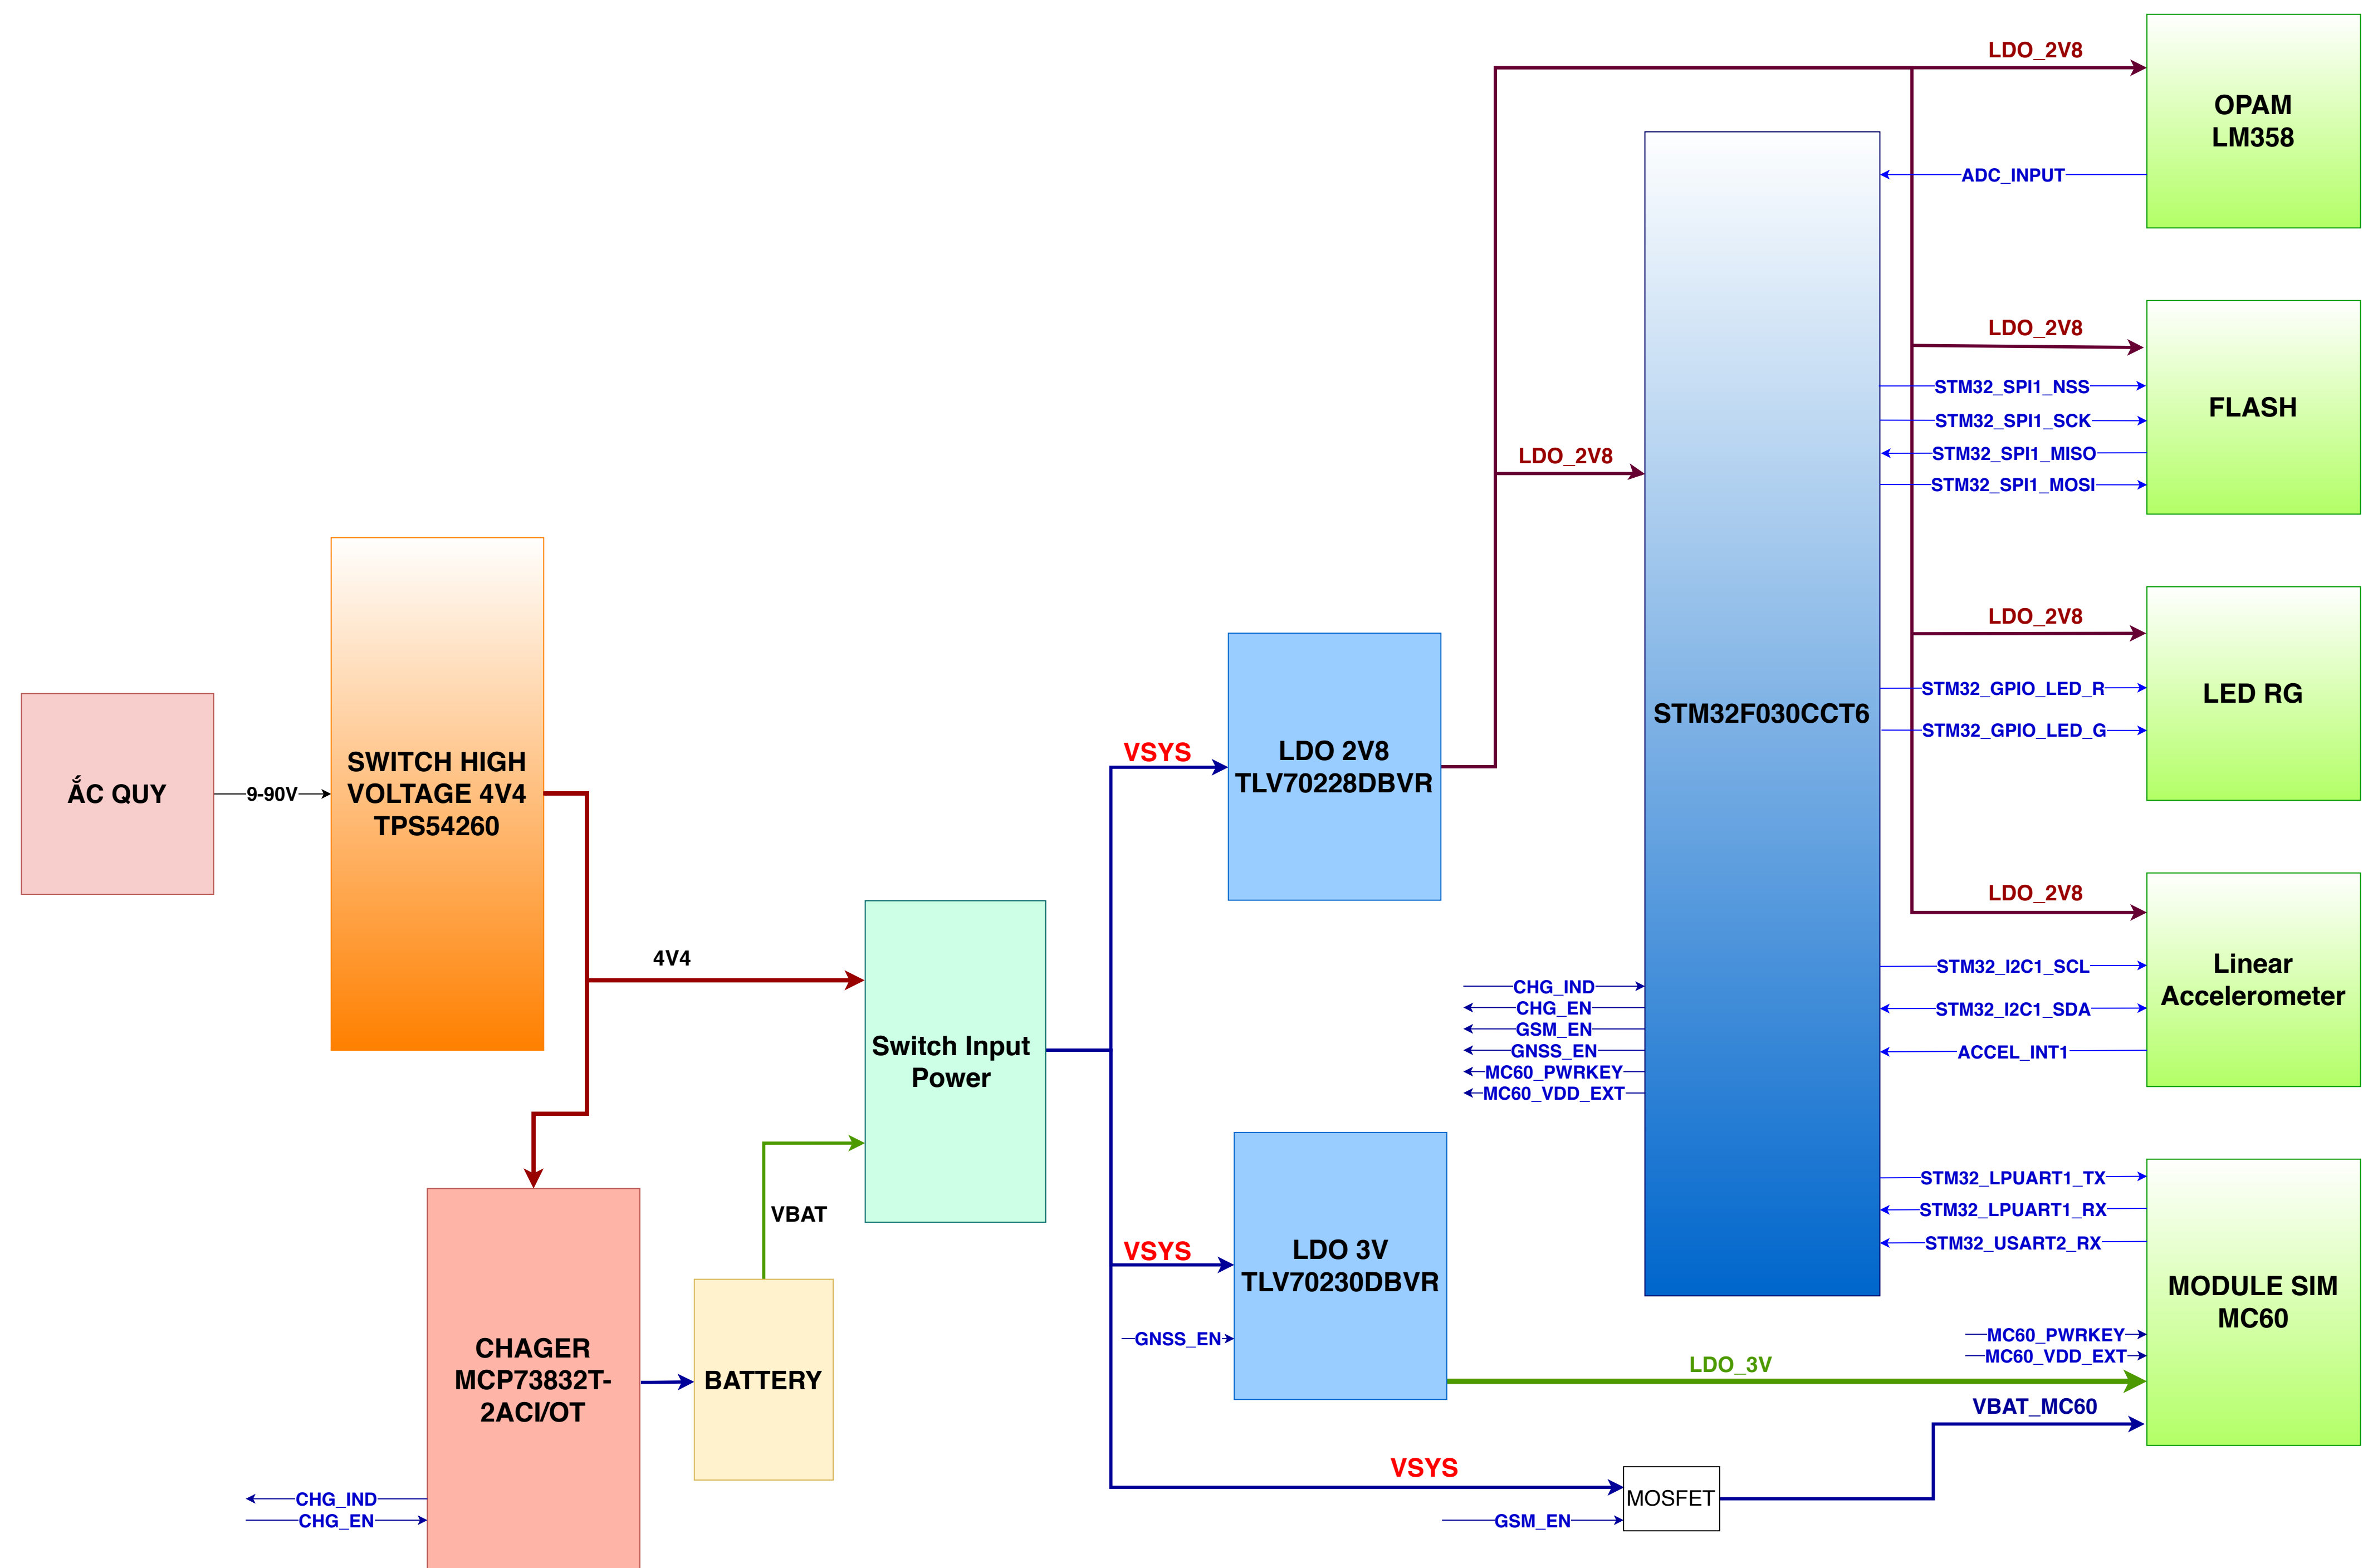 LDO_2V8
OPAM
LM358
ADC_INPUT
LDO_2V8
STM32_SPI1_NSS
STM32_SPI1_SCK
STM32_SPI1_MISO
STM32_SPI1_MOSI
FLASH
LDO_2V8
LDO_2V8
STM32_GPIO_LED_R
STM32_GPIO_LED_G
LED RG
STM32F030CCT6
ẮC QUY
9-90V
SWITCH HIGH
VOLTAGE 4V4
TPS54260
VSYS
LDO 2V8
TLV70228DBVR
4V4
Switch Input
Power
LDO_2V8
STM32_I2C1_SCL
STM32_I2C1_SDA
ACCEL_INT1
Linear
Accelerometer
CHG_IND
CHG_EN
GSM_EN
GNSS_EN
MC60_PWRKEY
MC60_VDD_EXT
VBAT
VSYS
LDO 3V
TLV70230DBVR
GNSS_EN
STM32_LPUART1_TX
STM32_LPUART1_RX
STM32_USART2_RX
MC60_PWRKEY
MC60_VDD_EXT
MODULE SIM
MC60
LDO_3V
VBAT_MC60
CHAGER
MCP73832T-
2ACI/OT
BATTERY
CHG_IND
CHG_EN
VSYS
MOSFET
GSM_EN